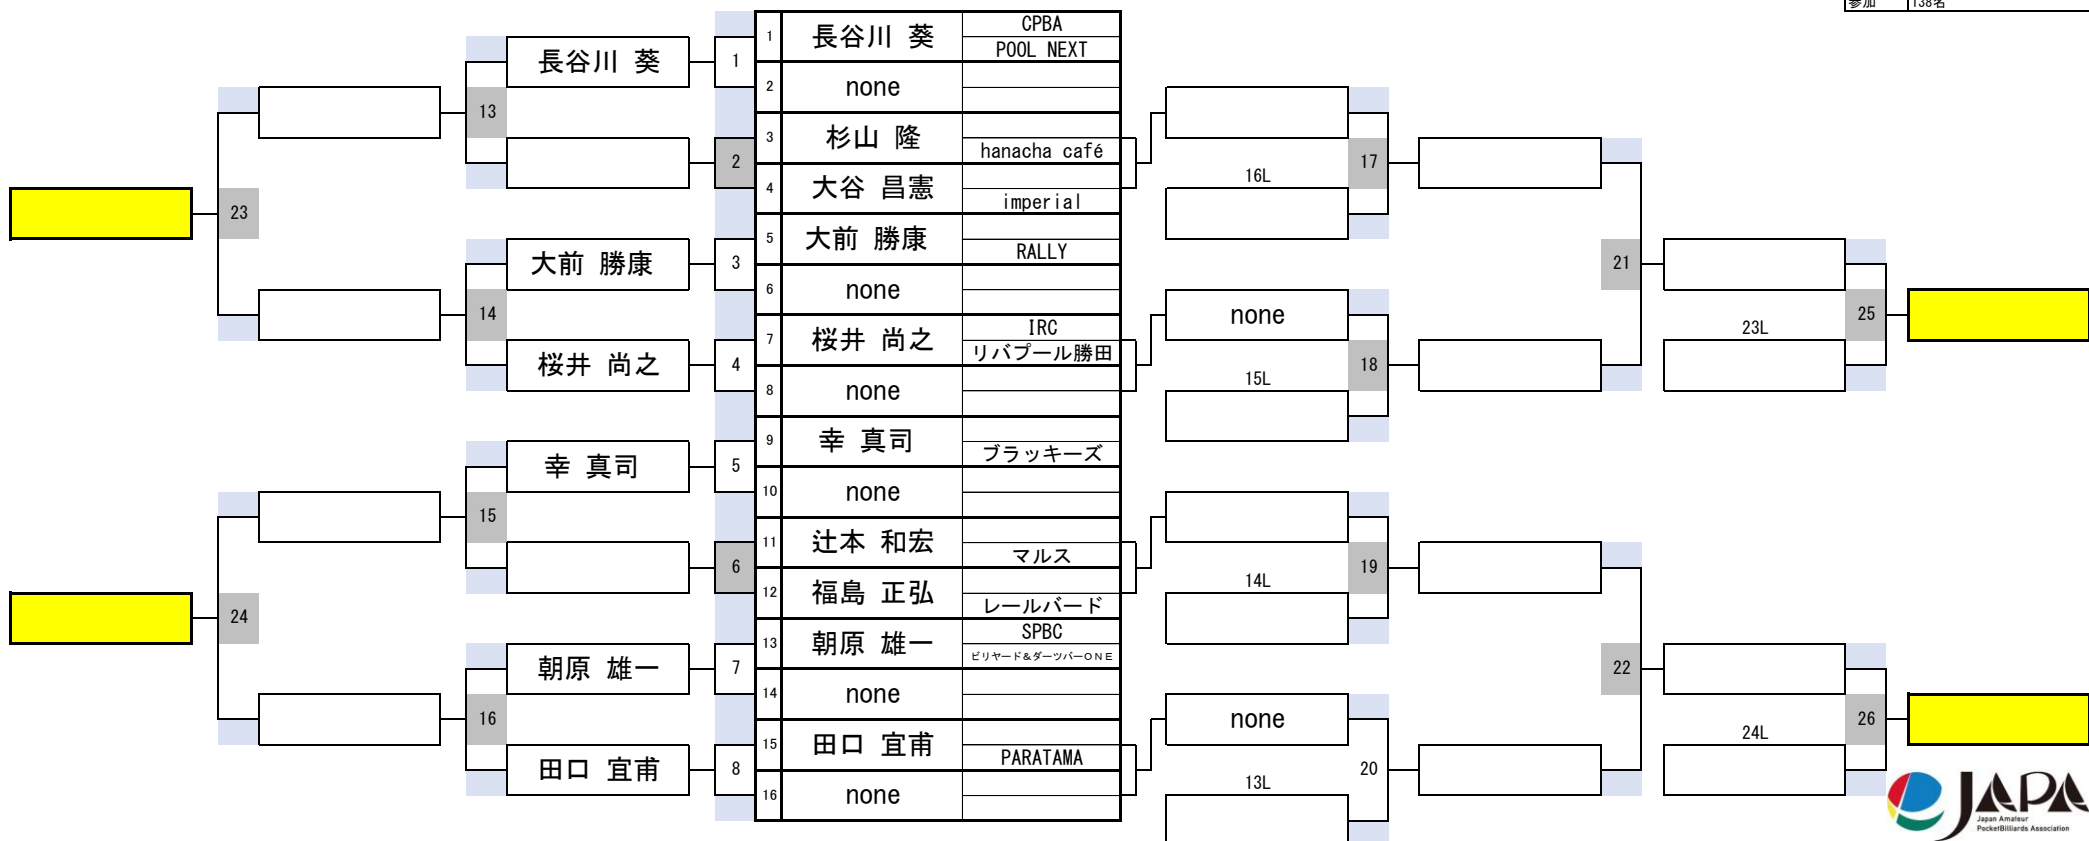 参加 138名
1 長谷川 葵 CPBA
POOL NEXT
2 none
3 杉山 隆
hanacha café
4 大谷 昌憲
imperial
5 大前 勝康
RALLY
6 none
7 桜井 尚之 IRC
リバプール勝田
8 none
9 幸 真司
ブラッキーズ
10 none
11 辻本 和宏
マルス
12 福島 正弘
レールバード
13 朝原 雄一 SPBC
ビリヤード&ダーツバーONE
14 none
15 田口 宜甫
PARATAMA
16 none
長谷川 葵 1
13
2
23
大前 勝康 3
14
桜井 尚之 4
幸 真司 5
15
6
24
朝原 雄一 7
16
田口 宜甫 8
17
16L
21
none
18
15L
23L
25
19
14L
22
none
20
13L
24L
26
JAPA
Japan Amateur
PocketBilliards Association